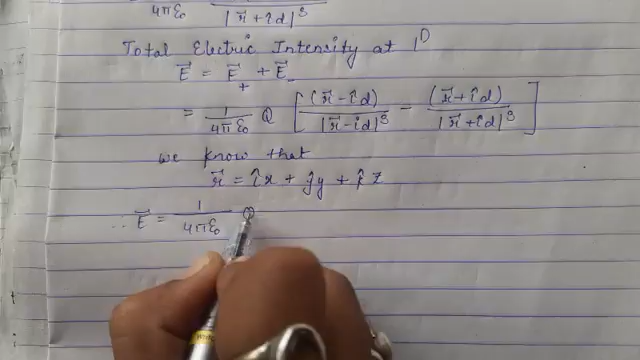 4πε₀ |r⃗ + îd|³
Total Electric Intensity at P
E⃗ = E⃗₊ + E⃗₋
= 1/4πε₀ Q [ (r⃗ - îd)/|r⃗ - îd|³ - (r⃗ + îd)/|r⃗ + îd|³ ]
we know that
r⃗ = îx + ĵy + k̂z
∴ E⃗ = 1/4πε₀ Q